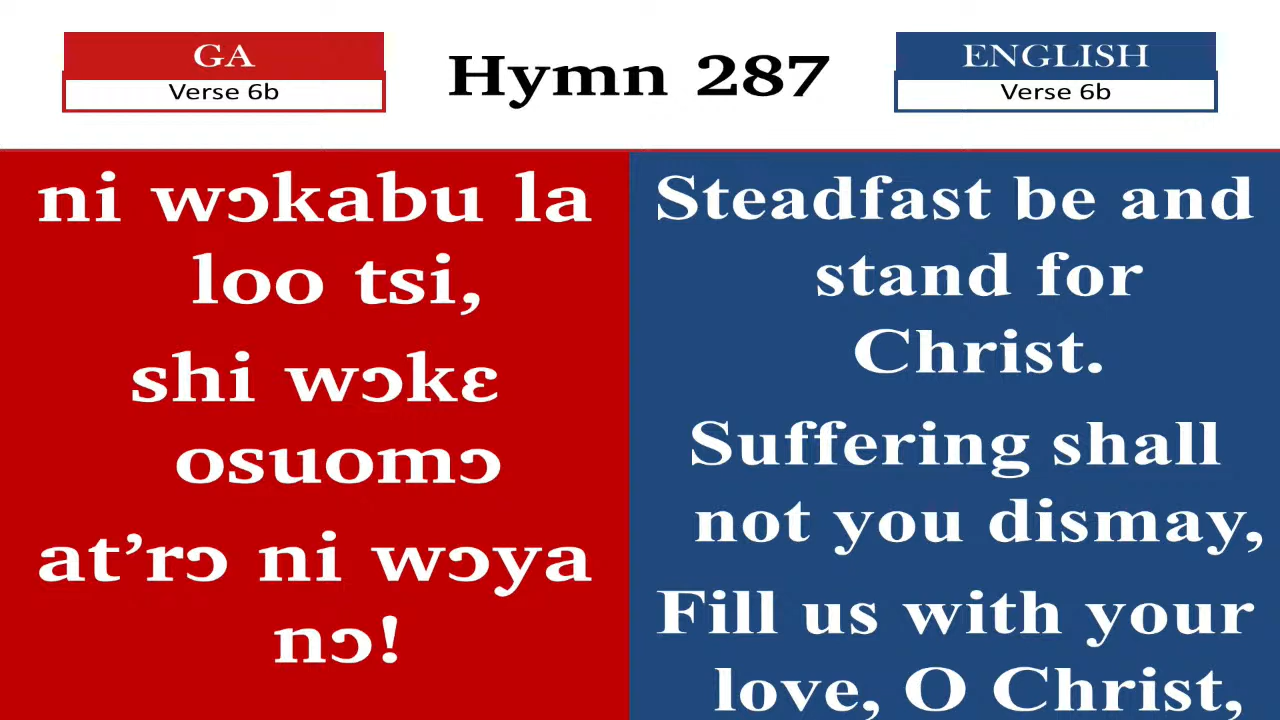 GA
Verse 6b
Hymn 287
ENGLISH
Verse 6b
ni wɔkabu la
loo tsi,
shi wɔkɛ
osuomɔ
at’rɔ ni wɔya
nɔ!
Steadfast be and
stand for
Christ.
Suffering shall
not you dismay,
Fill us with your
love, O Christ,